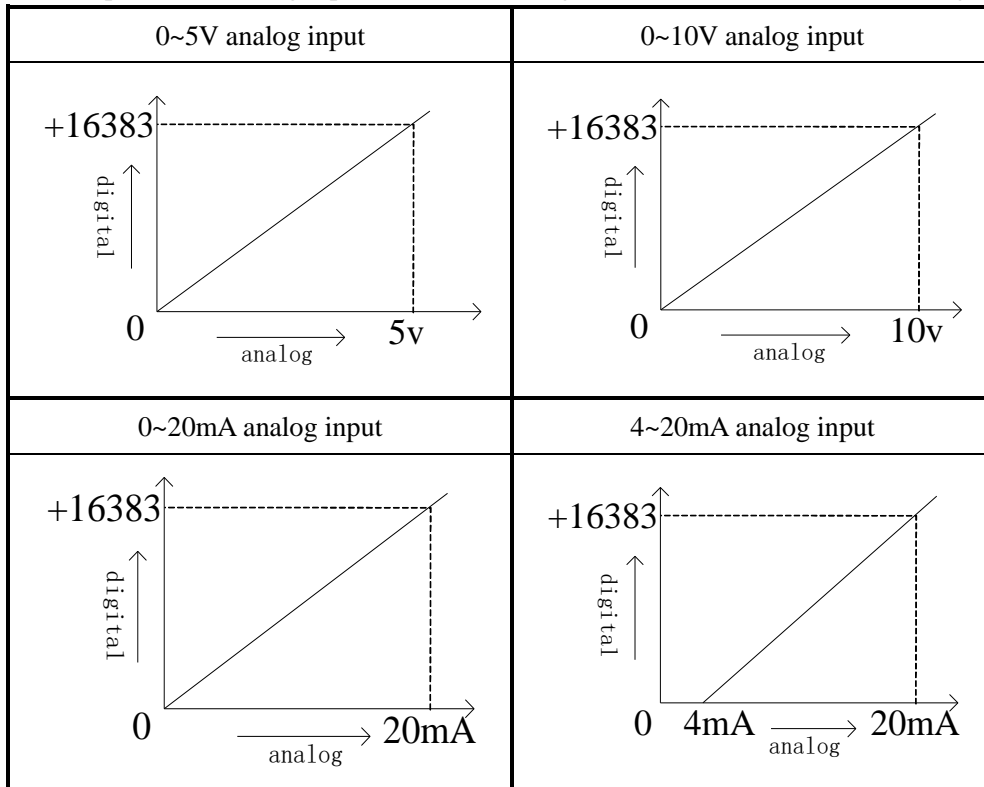 0~5V analog input
0~10V analog input
+16383
digital
0
analog
5v
+16383
digital
0
analog
10v
0~20mA analog input
4~20mA analog input
+16383
digital
0
analog
20mA
+16383
digital
0
4mA
analog
20mA